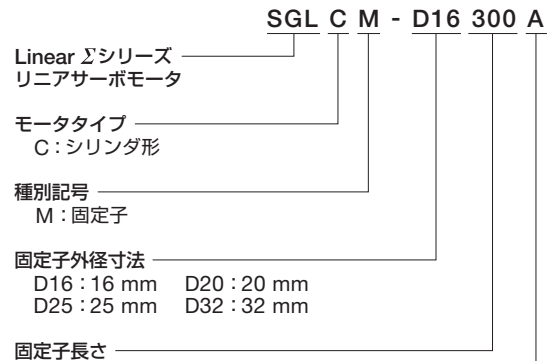 SGL C M - D16 300 A
Linear Σシリーズ
リニアサーボモータ
モータタイプ
C：シリンダ形
種別記号
M：固定子
固定子外径寸法
D16：16 mm D20：20 mm
D25：25 mm D32：32 mm
固定子長さ